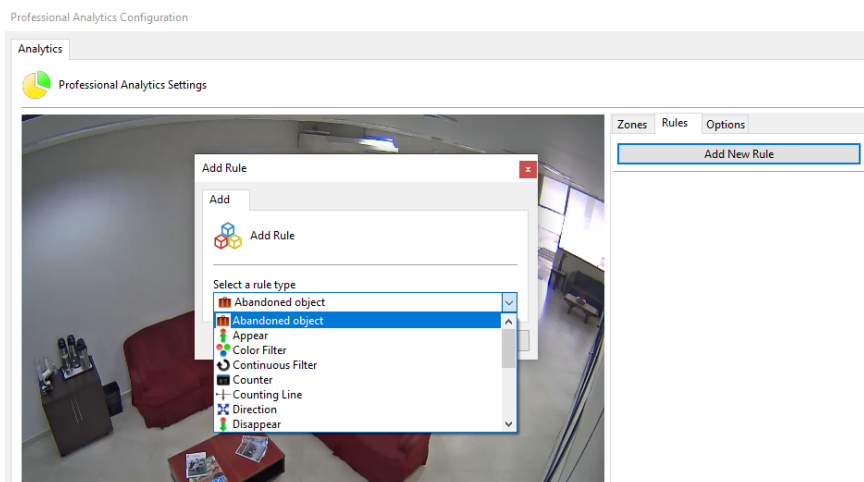 Professional Analytics Configuration
Analytics
Professional Analytics Settings
Zones Rules Options
Add New Rule
Add Rule
x
Add
Add Rule
Select a rule type
Abandoned object
Abandoned object
Appear
Color Filter
Continuous Filter
Counter
Counting Line
Direction
Disappear